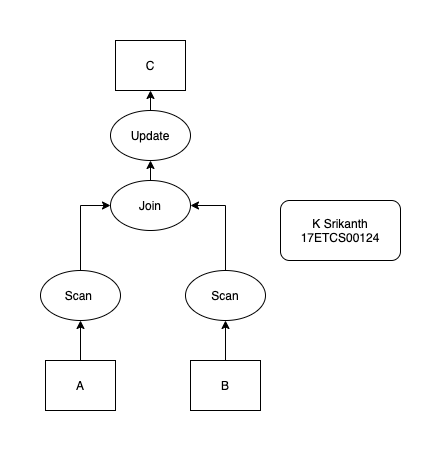 C
Update
Join
K Srikanth
17ETCS00124
Scan
Scan
A
B